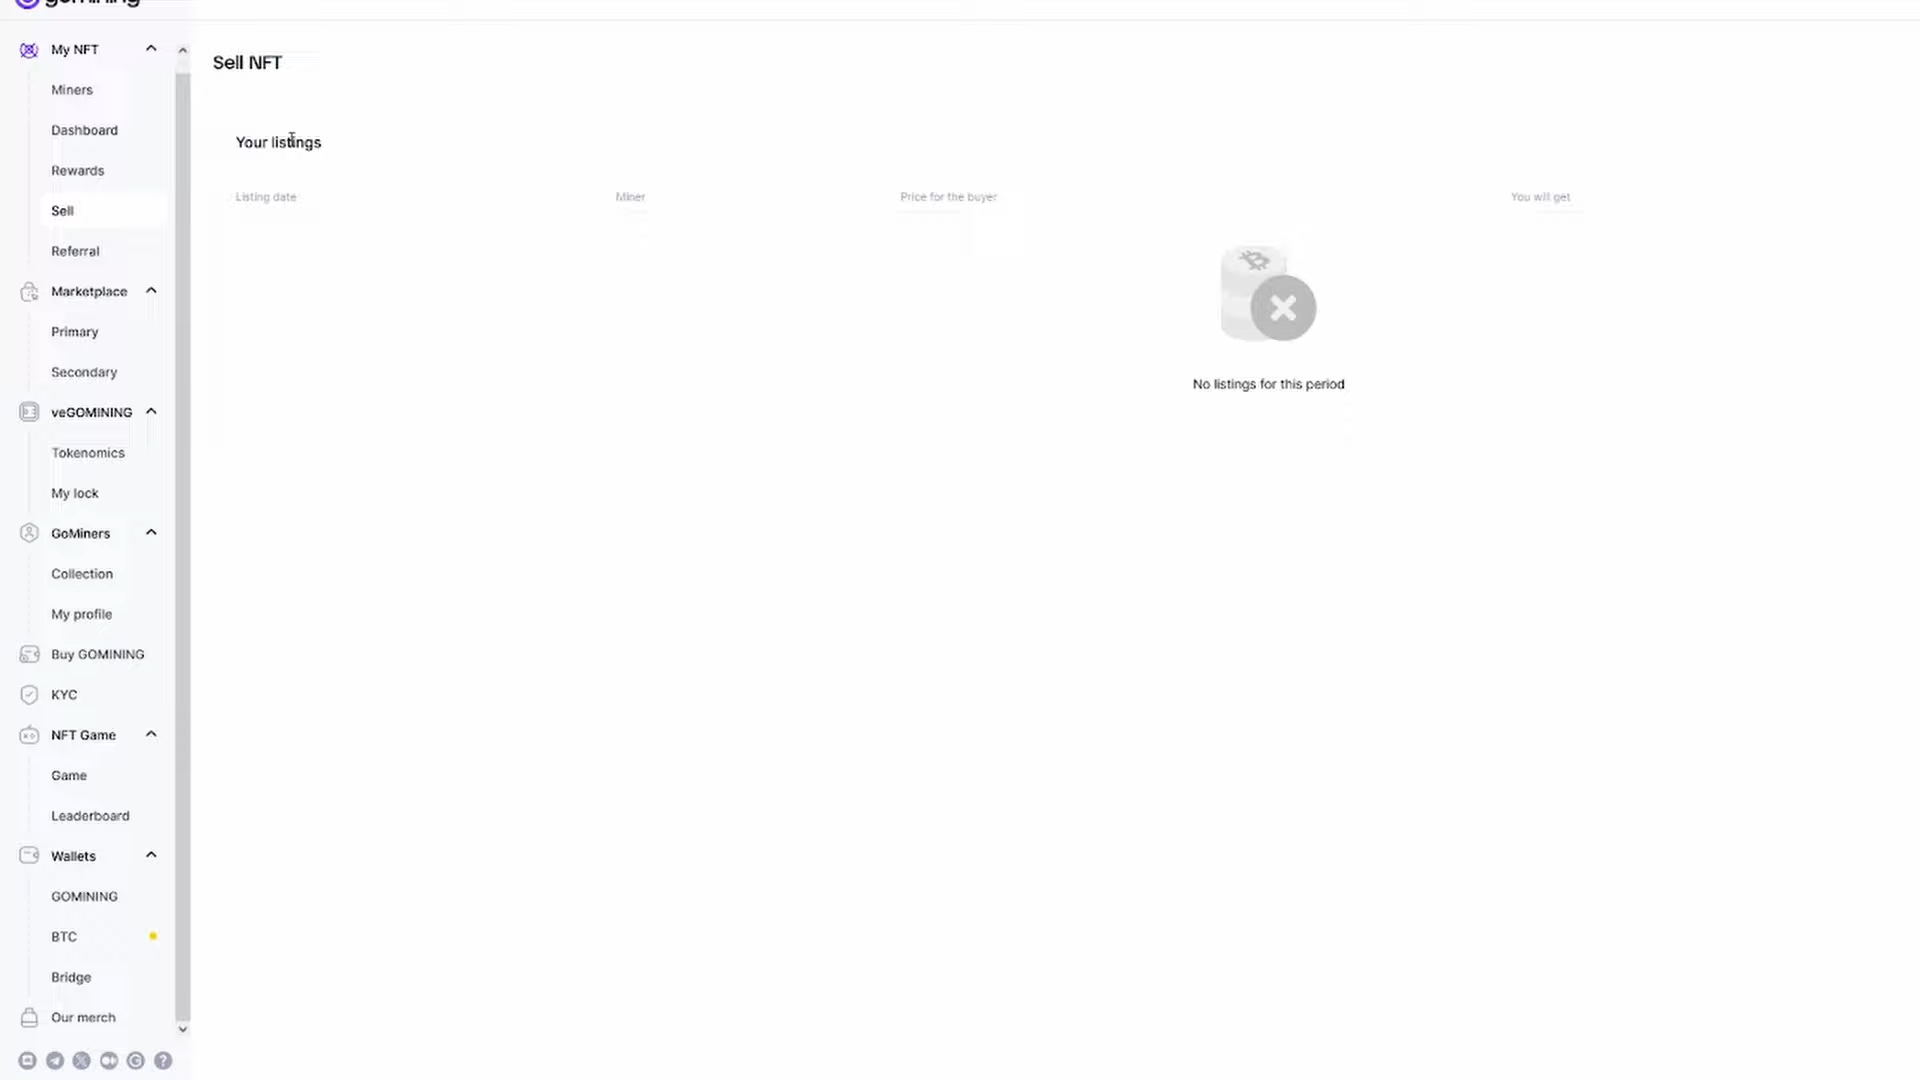 gomining
My NFT
Miners
Dashboard
Rewards
Sell
Referral
Marketplace
Primary
Secondary
veGOMINING
Tokenomics
My lock
GoMiners
Collection
My profile
Buy GOMINING
KYC
NFT Game
Game
Leaderboard
Wallets
GOMINING
BTC
Bridge
Our merch
Sell NFT
Your listings
Listing date Miner Price for the buyer You will get
No listings for this period